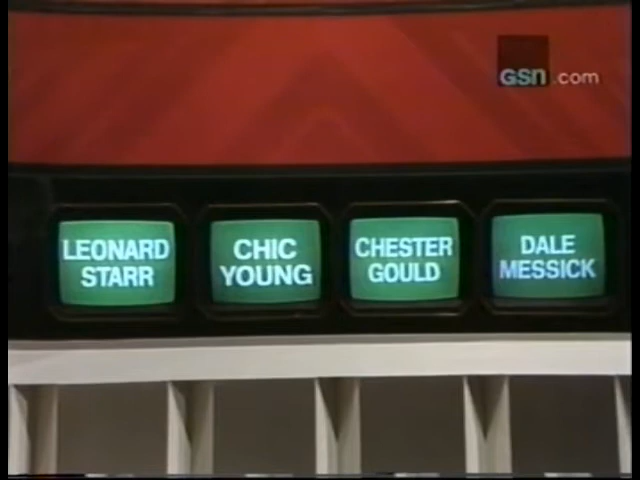 GSN.com
LEONARD
STARR
CHIC
YOUNG
CHESTER
GOULD
DALE
MESSICK